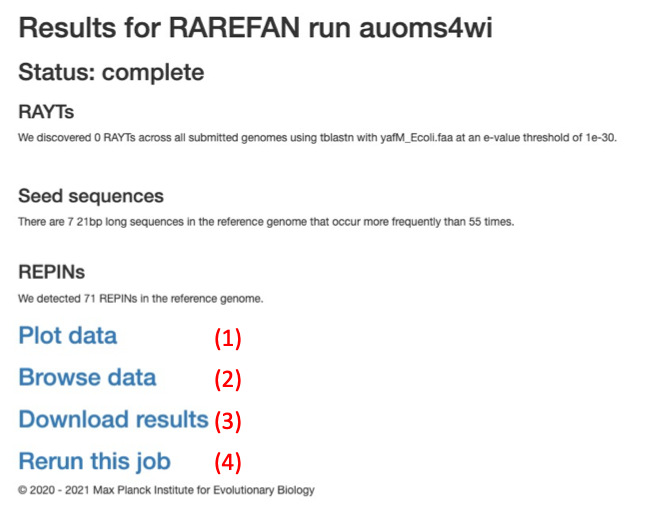 Results for RAREFAN run auoms4wi
Status: complete
RAYTs
We discovered 0 RAYTs across all submitted genomes using tblastn with yafM_Ecoli.faa at an e-value threshold of 1e-30.
Seed sequences
There are 7 21bp long sequences in the reference genome that occur more frequently than 55 times.
REPINs
We detected 71 REPINs in the reference genome.
Plot data (1)
Browse data (2)
Download results (3)
Rerun this job (4)
© 2020 - 2021 Max Planck Institute for Evolutionary Biology